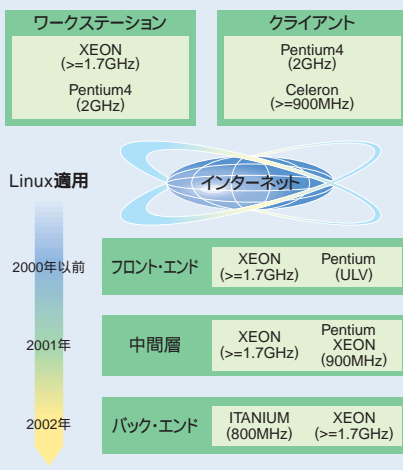 ワークステーション
XEON
(>=1.7GHz)
Pentium4
(2GHz)
クライアント
Pentium4
(2GHz)
Celeron
(>=900MHz)
インターネット
Linux適用
2000年以前
フロント・エンド
XEON
(>=1.7GHz)
Pentium
(ULV)
2001年
中間層
XEON
(>=1.7GHz)
Pentium
XEON
(900MHz)
2002年
バック・エンド
ITANIUM
(800MHz)
XEON
(>=1.7GHz)